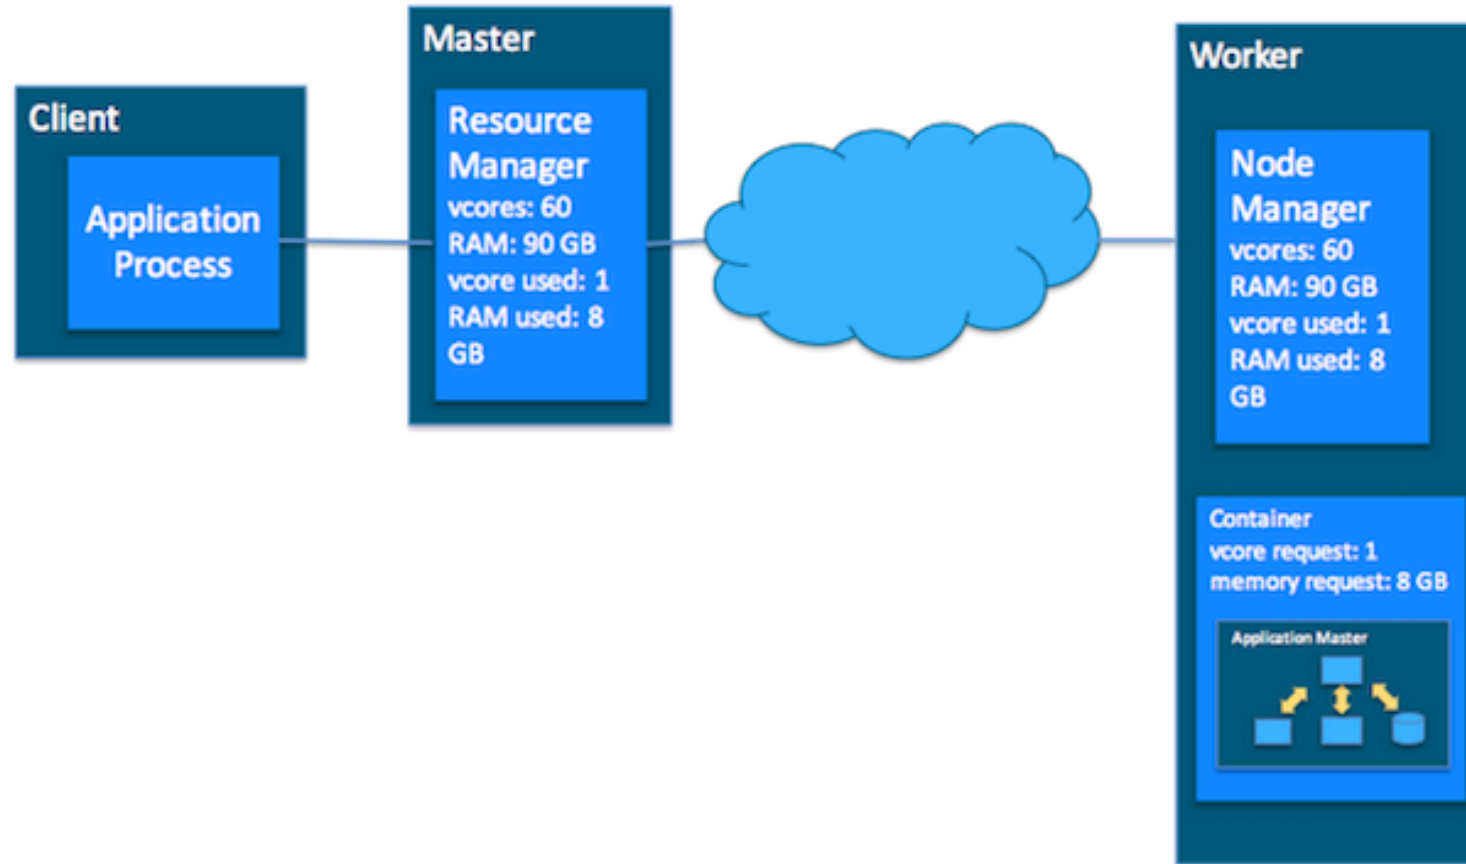 Client
Application
Process
Master
Resource
Manager
vcores: 60
RAM: 90 GB
vcore used: 1
RAM used: 8
GB
Worker
Node
Manager
vcores: 60
RAM: 90 GB
vcore used: 1
RAM used: 8
GB
Container
vcore request: 1
memory request: 8 GB
Application Master